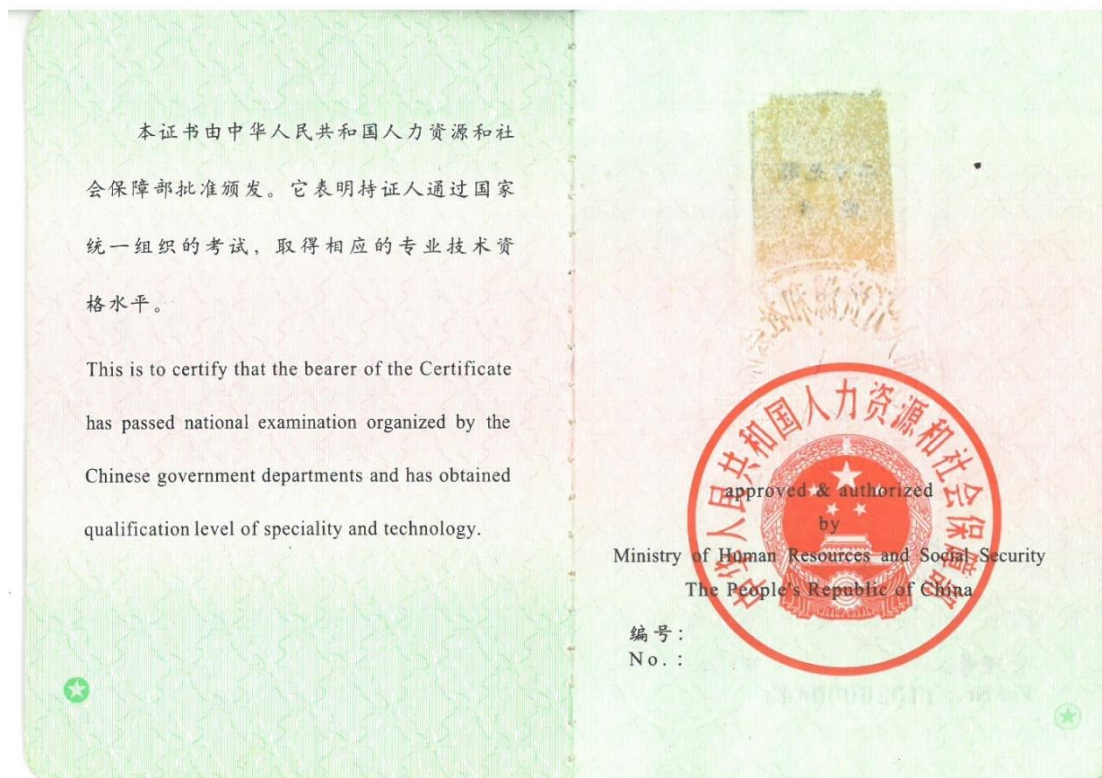 本证书由中华人民共和国人力资源和社
会保障部批准颁发。它表明持证人通过国家
统一组织的考试，取得相应的专业技术资
格水平。
This is to certify that the bearer of the Certificate
has passed national examination organized by the
Chinese government departments and has obtained
qualification level of speciality and technology.
中华人民共和国人力资源和社会保障部
approved & authorized
by
Ministry of Human Resources and Social Security
The People's Republic of China
编号：
No. :